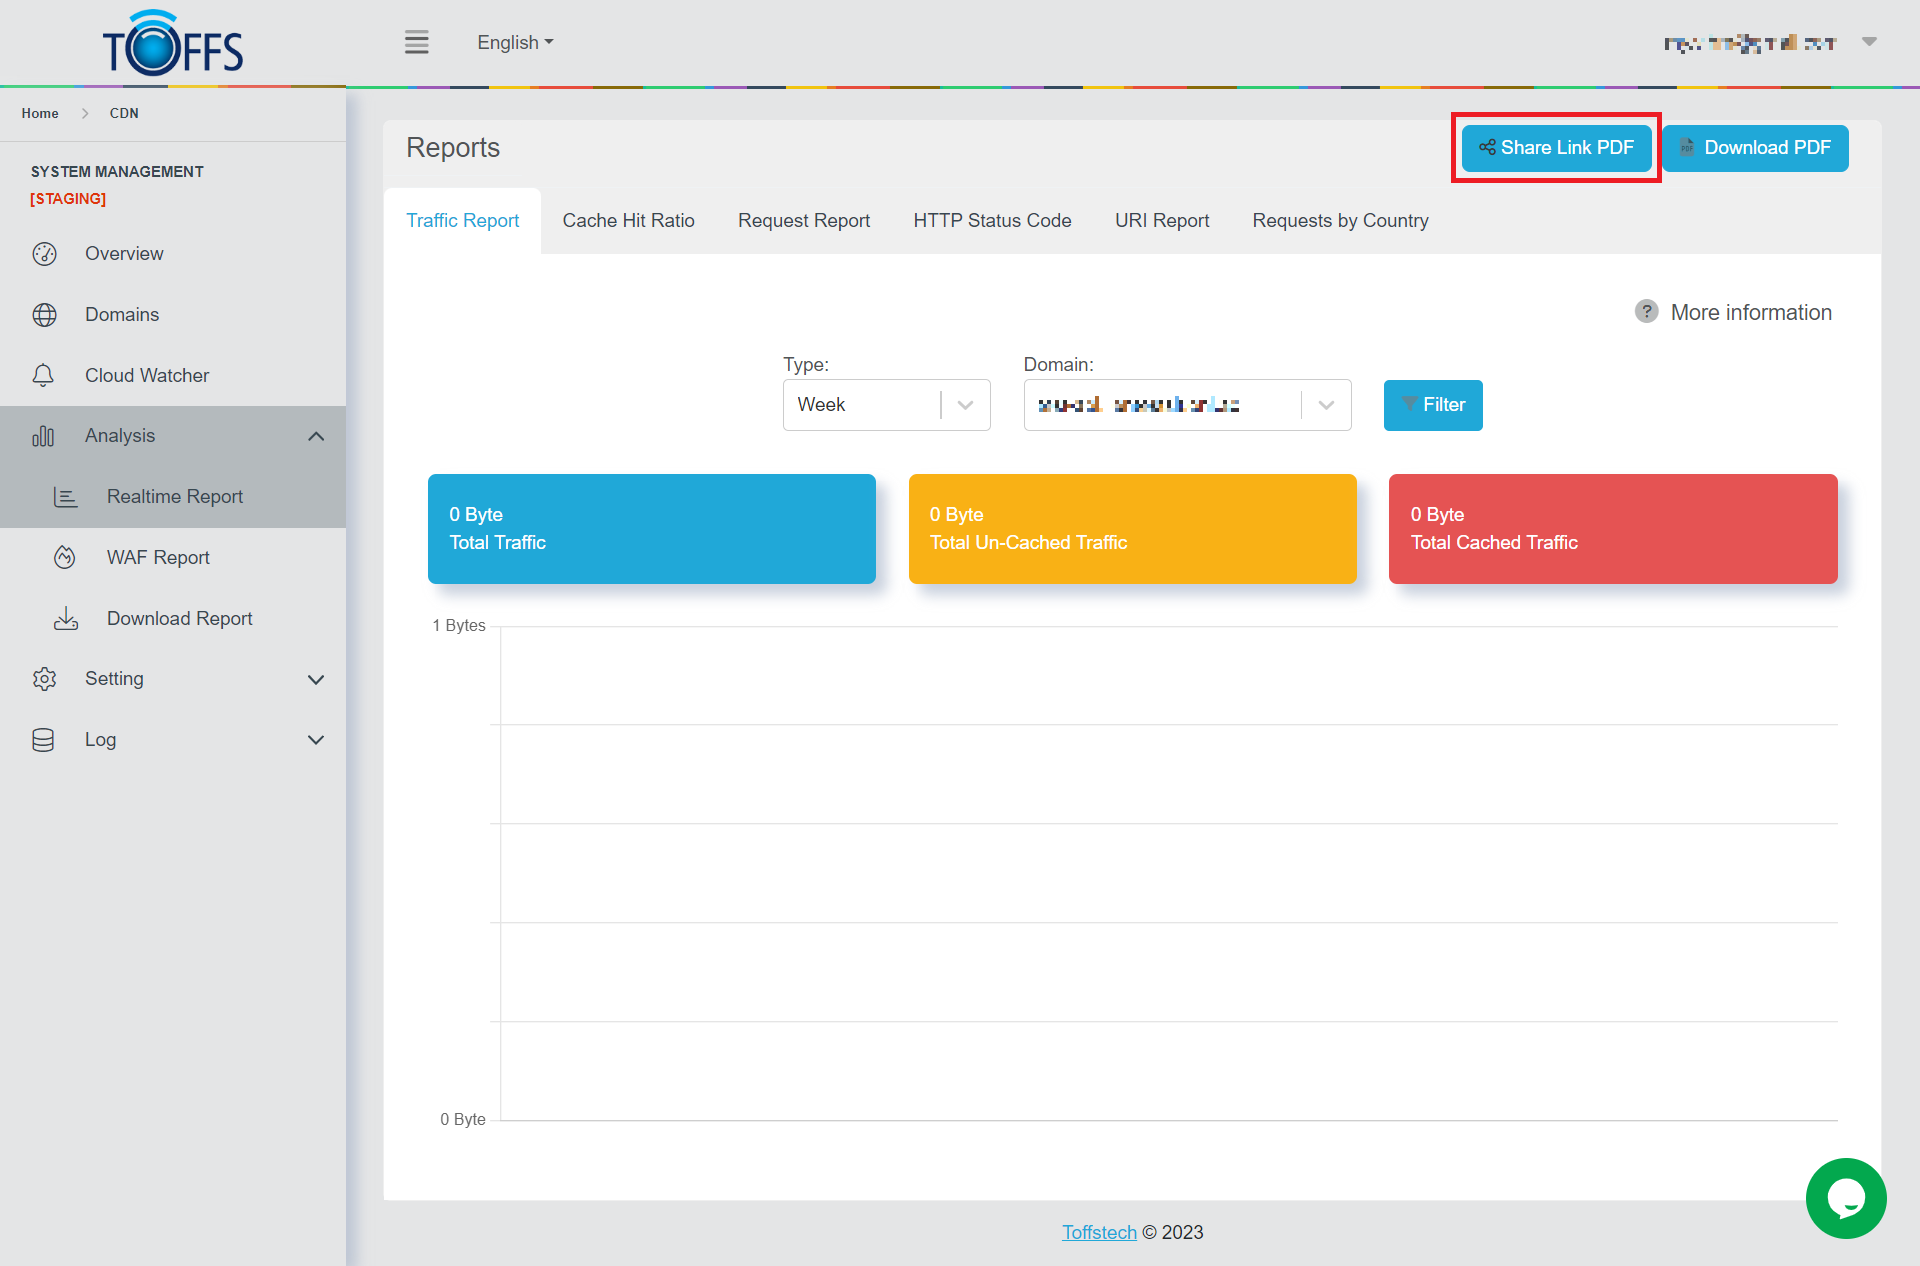 TOFFS
English
Home > CDN
SYSTEM MANAGEMENT
[STAGING]
Overview
Domains
Cloud Watcher
Analysis
Realtime Report
WAF Report
Download Report
Setting
Log
Reports
Share Link PDF
PDF Download PDF
Traffic Report Cache Hit Ratio Request Report HTTP Status Code URI Report Requests by Country
? More information
Type:
Week
Domain:
Filter
0 Byte
Total Traffic
0 Byte
Total Un-Cached Traffic
0 Byte
Total Cached Traffic
1 Bytes
0 Byte
Toffstech © 2023